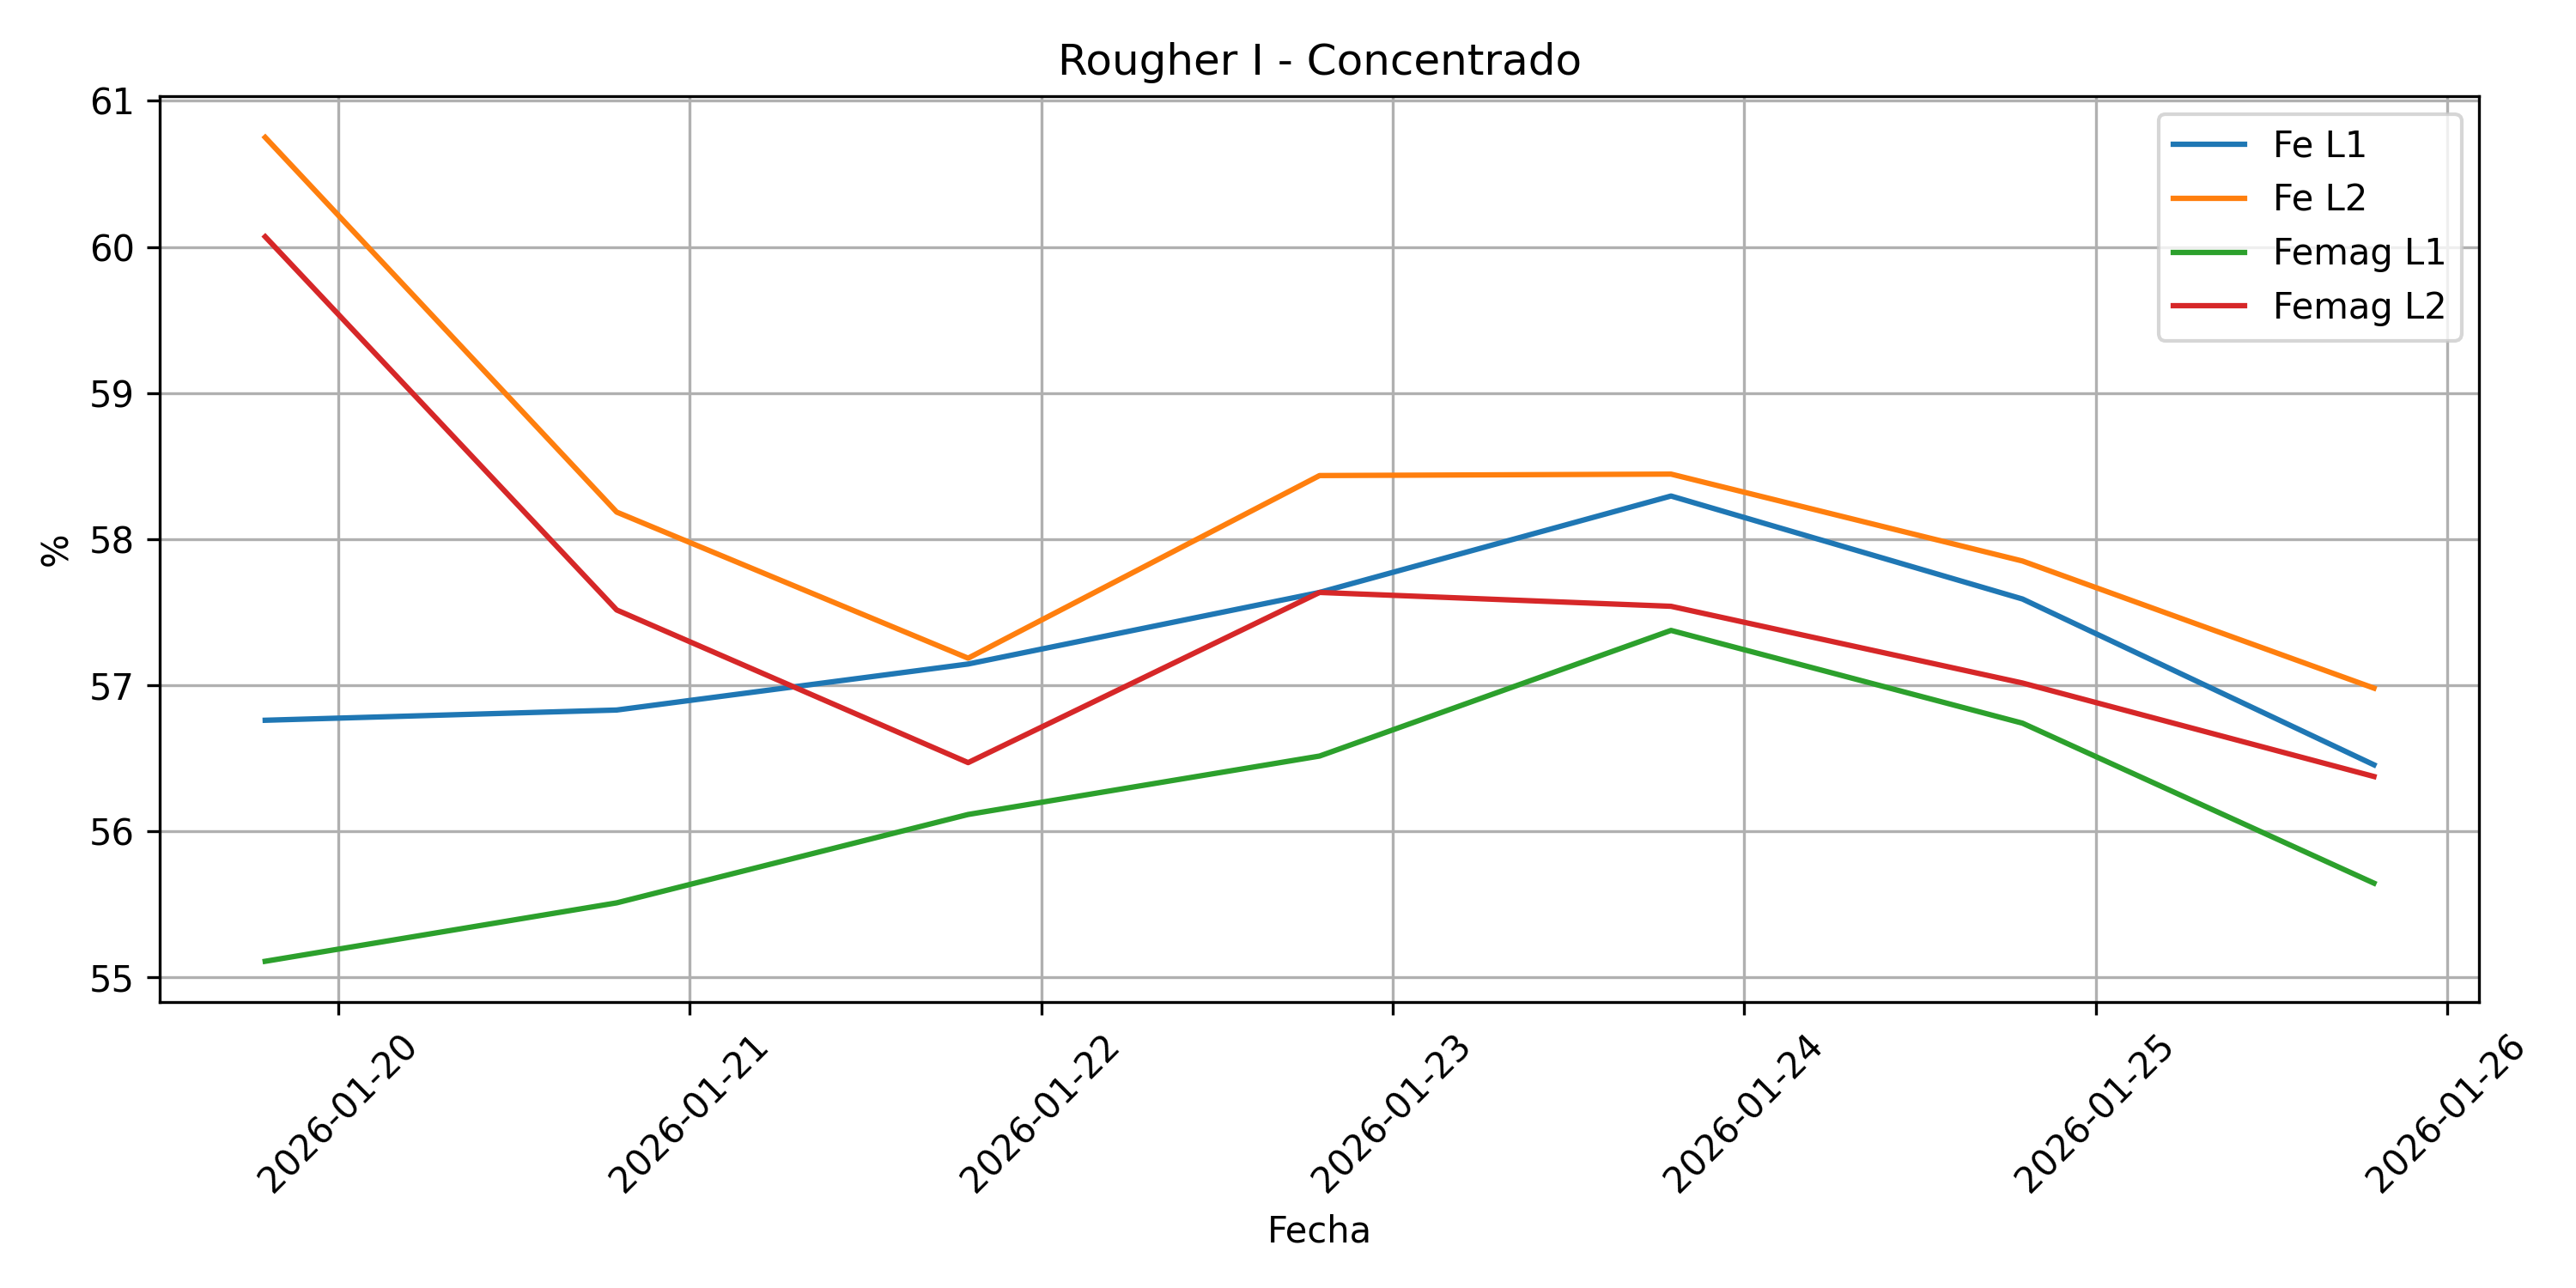 Rougher I - Concentrado
61
60
59
58
57
56
55
%
Fe L1
Fe L2
Femag L1
Femag L2
2026-01-20
2026-01-21
2026-01-22
2026-01-23
2026-01-24
2026-01-25
2026-01-26
Fecha